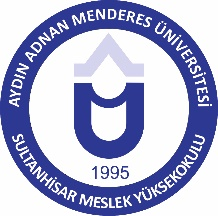 AYDIN ADNAN MENDERES ÜNİVERSİTESİ
1995
SULTANHİSAR MESLEK YÜKSEKOKULU